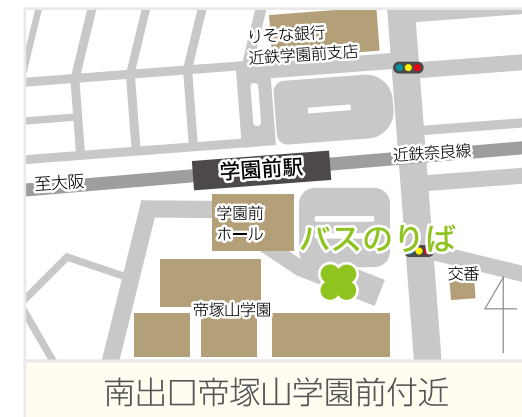 りそな銀行
近鉄学園前支店
近鉄奈良線
学園前駅
至大阪
学園前
ホール
バスのりば
交番
帝塚山学園
南出口帝塚山学園前付近